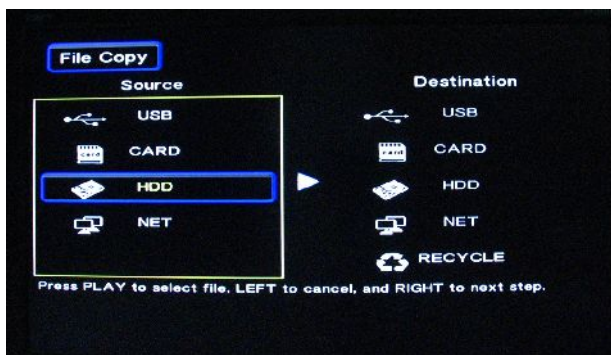 File Copy
Source
Destination
USB
USB
CARD
CARD
HDD
HDD
NET
NET
RECYCLE
Press PLAY to select file, LEFT to cancel, and RIGHT to next step.